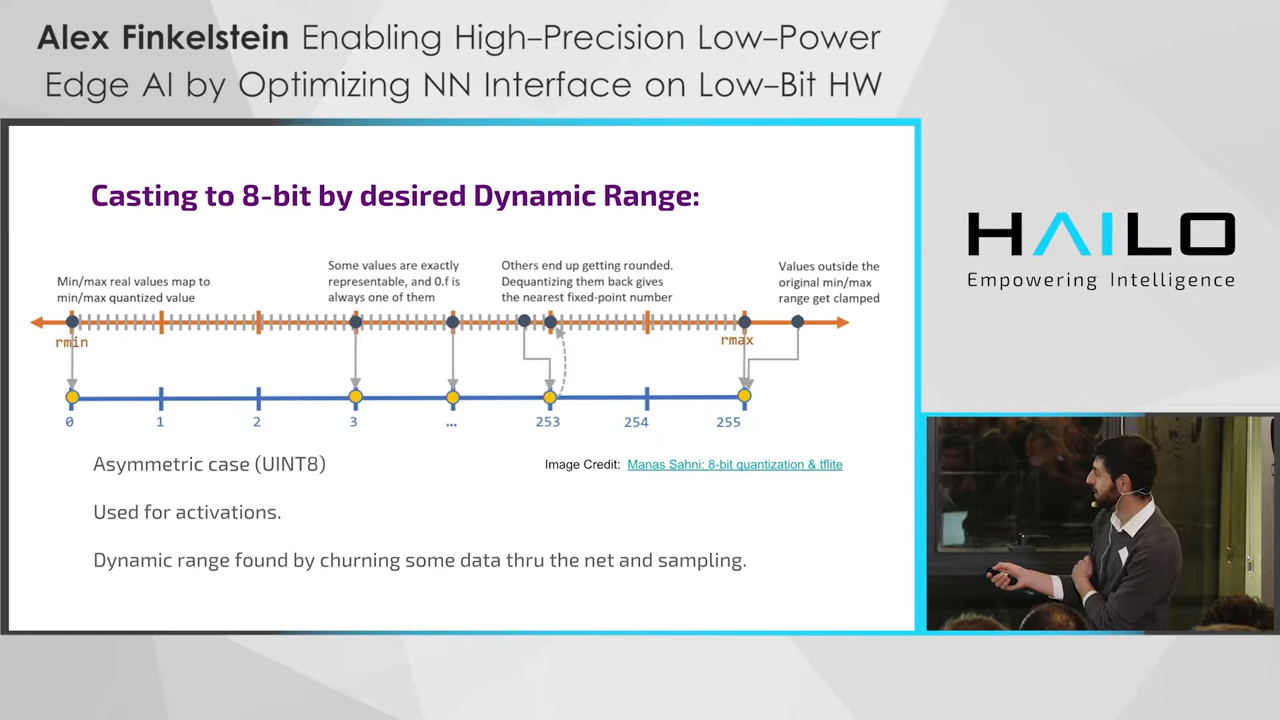 Alex Finkelstein Enabling High-Precision Low-Power
Edge AI by Optimizing NN Interface on Low-Bit HW
HAILO
Empowering Intelligence
Casting to 8-bit by desired Dynamic Range:
Min/max real values map to
min/max quantized value
Some values are exactly
representable, and 0.f is
always one of them
Others end up getting rounded.
Dequantizing them back gives
the nearest fixed-point number
Values outside the
original min/max
range get clamped
rmin
rmax
0 1 2 3 ... 253 254 255
Asymmetric case (UINT8)
Image Credit: Manas Sahni: 8-bit quantization & tflite
Used for activations.
Dynamic range found by churning some data thru the net and sampling.